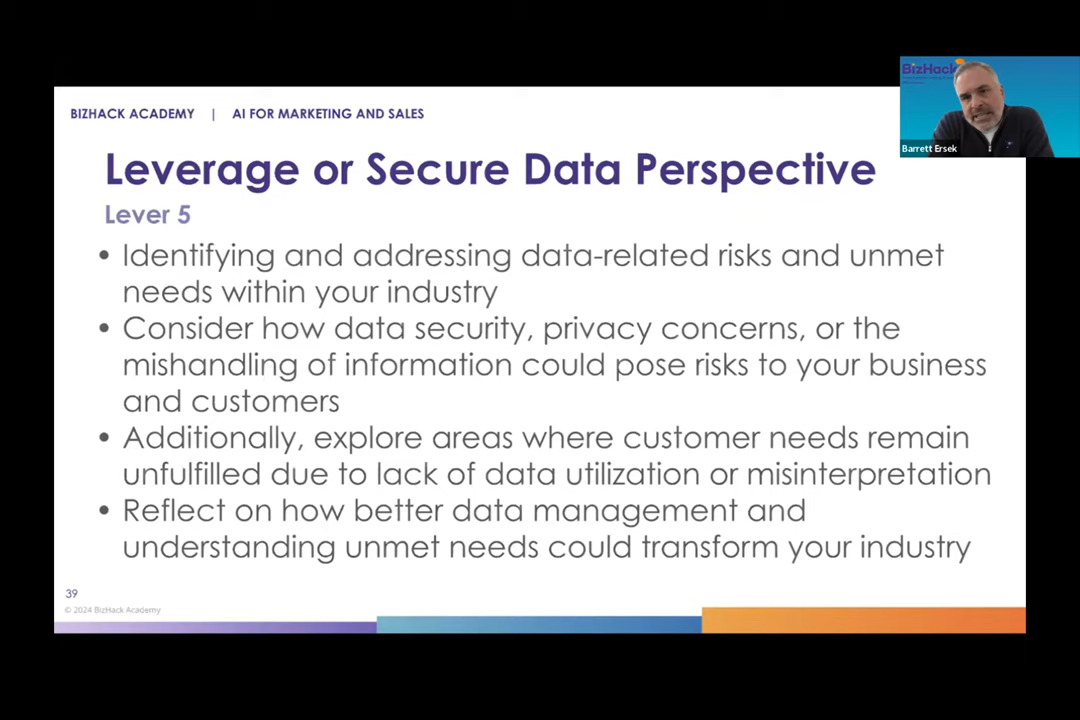 BIZHACK ACADEMY | AI FOR MARKETING AND SALES
BizHack
Barrett Ersek
Leverage or Secure Data Perspective
Lever 5
• Identifying and addressing data-related risks and unmet
needs within your industry
• Consider how data security, privacy concerns, or the
mishandling of information could pose risks to your business
and customers
• Additionally, explore areas where customer needs remain
unfulfilled due to lack of data utilization or misinterpretation
• Reflect on how better data management and
understanding unmet needs could transform your industry
39
© 2024 BizHack Academy